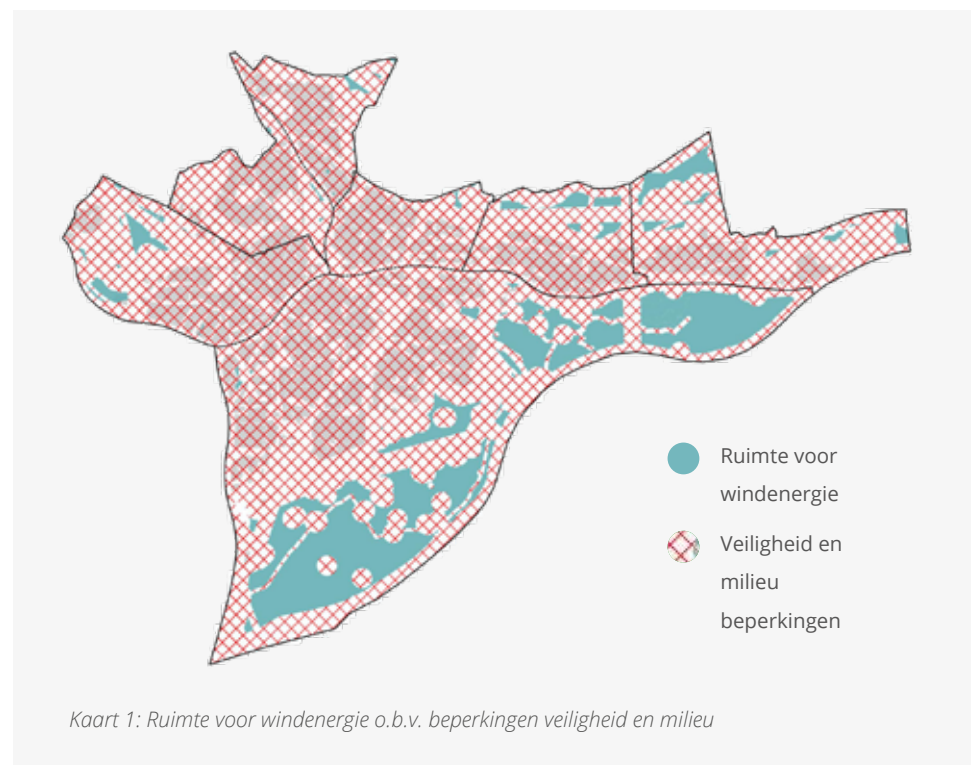 Ruimte voor
windenergie
Veiligheid en
milieu
beperkingen
Kaart 1: Ruimte voor windenergie o.b.v. beperkingen veiligheid en milieu